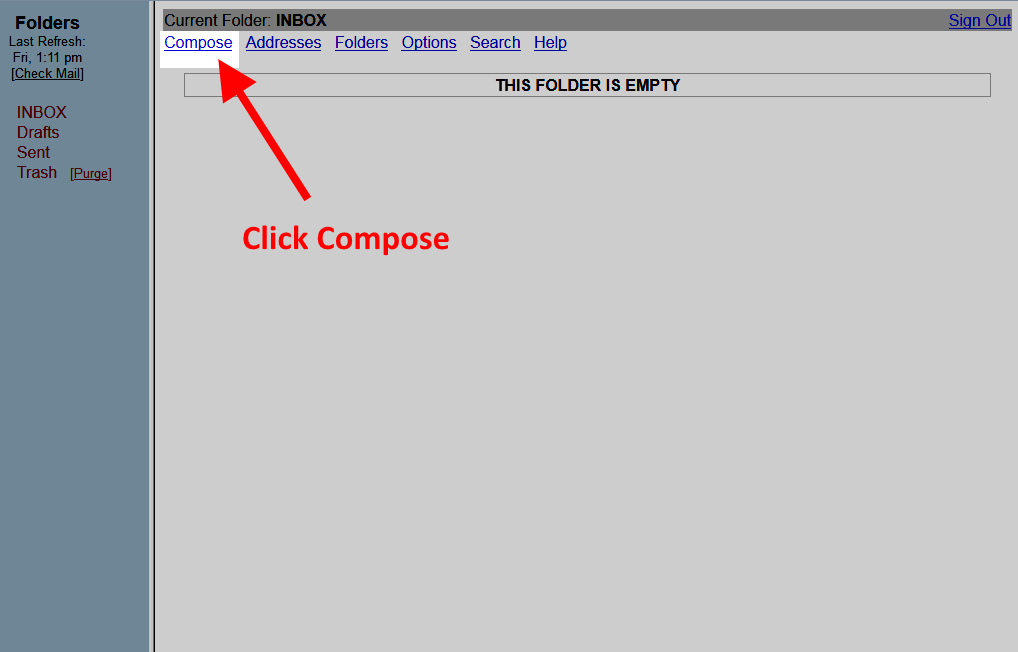 Folders
Last Refresh:
Fri, 1:11 pm
[Check Mail]
INBOX
Drafts
Sent
Trash [Purge]
Current Folder: INBOX Sign Out
Compose Addresses Folders Options Search Help
THIS FOLDER IS EMPTY
Click Compose